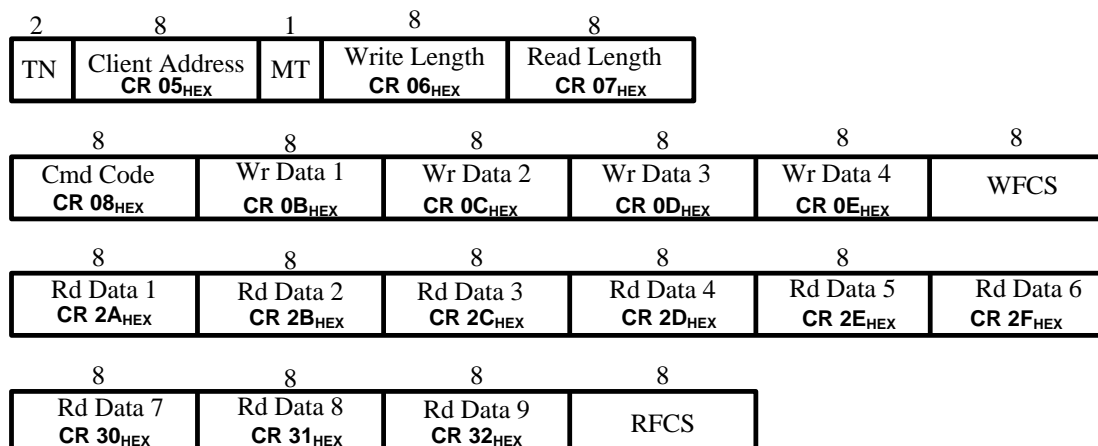 2 8 1 8 8
TN Client Address MT Write Length Read Length
CR 05HEX CR 06HEX CR 07HEX
8 8 8 8 8 8
Cmd Code Wr Data 1 Wr Data 2 Wr Data 3 Wr Data 4 WFCS
CR 08HEX CR 0BHEX CR 0CHEX CR 0DHEX CR 0EHEX
8 8 8 8 8
Rd Data 1 Rd Data 2 Rd Data 3 Rd Data 4 Rd Data 5 Rd Data 6
CR 2AHEX CR 2BHEX CR 2CHEX CR 2DHEX CR 2EHEX CR 2FHEX
8 8 8 8
Rd Data 7 Rd Data 8 Rd Data 9 RFCS
CR 30HEX CR 31HEX CR 32HEX